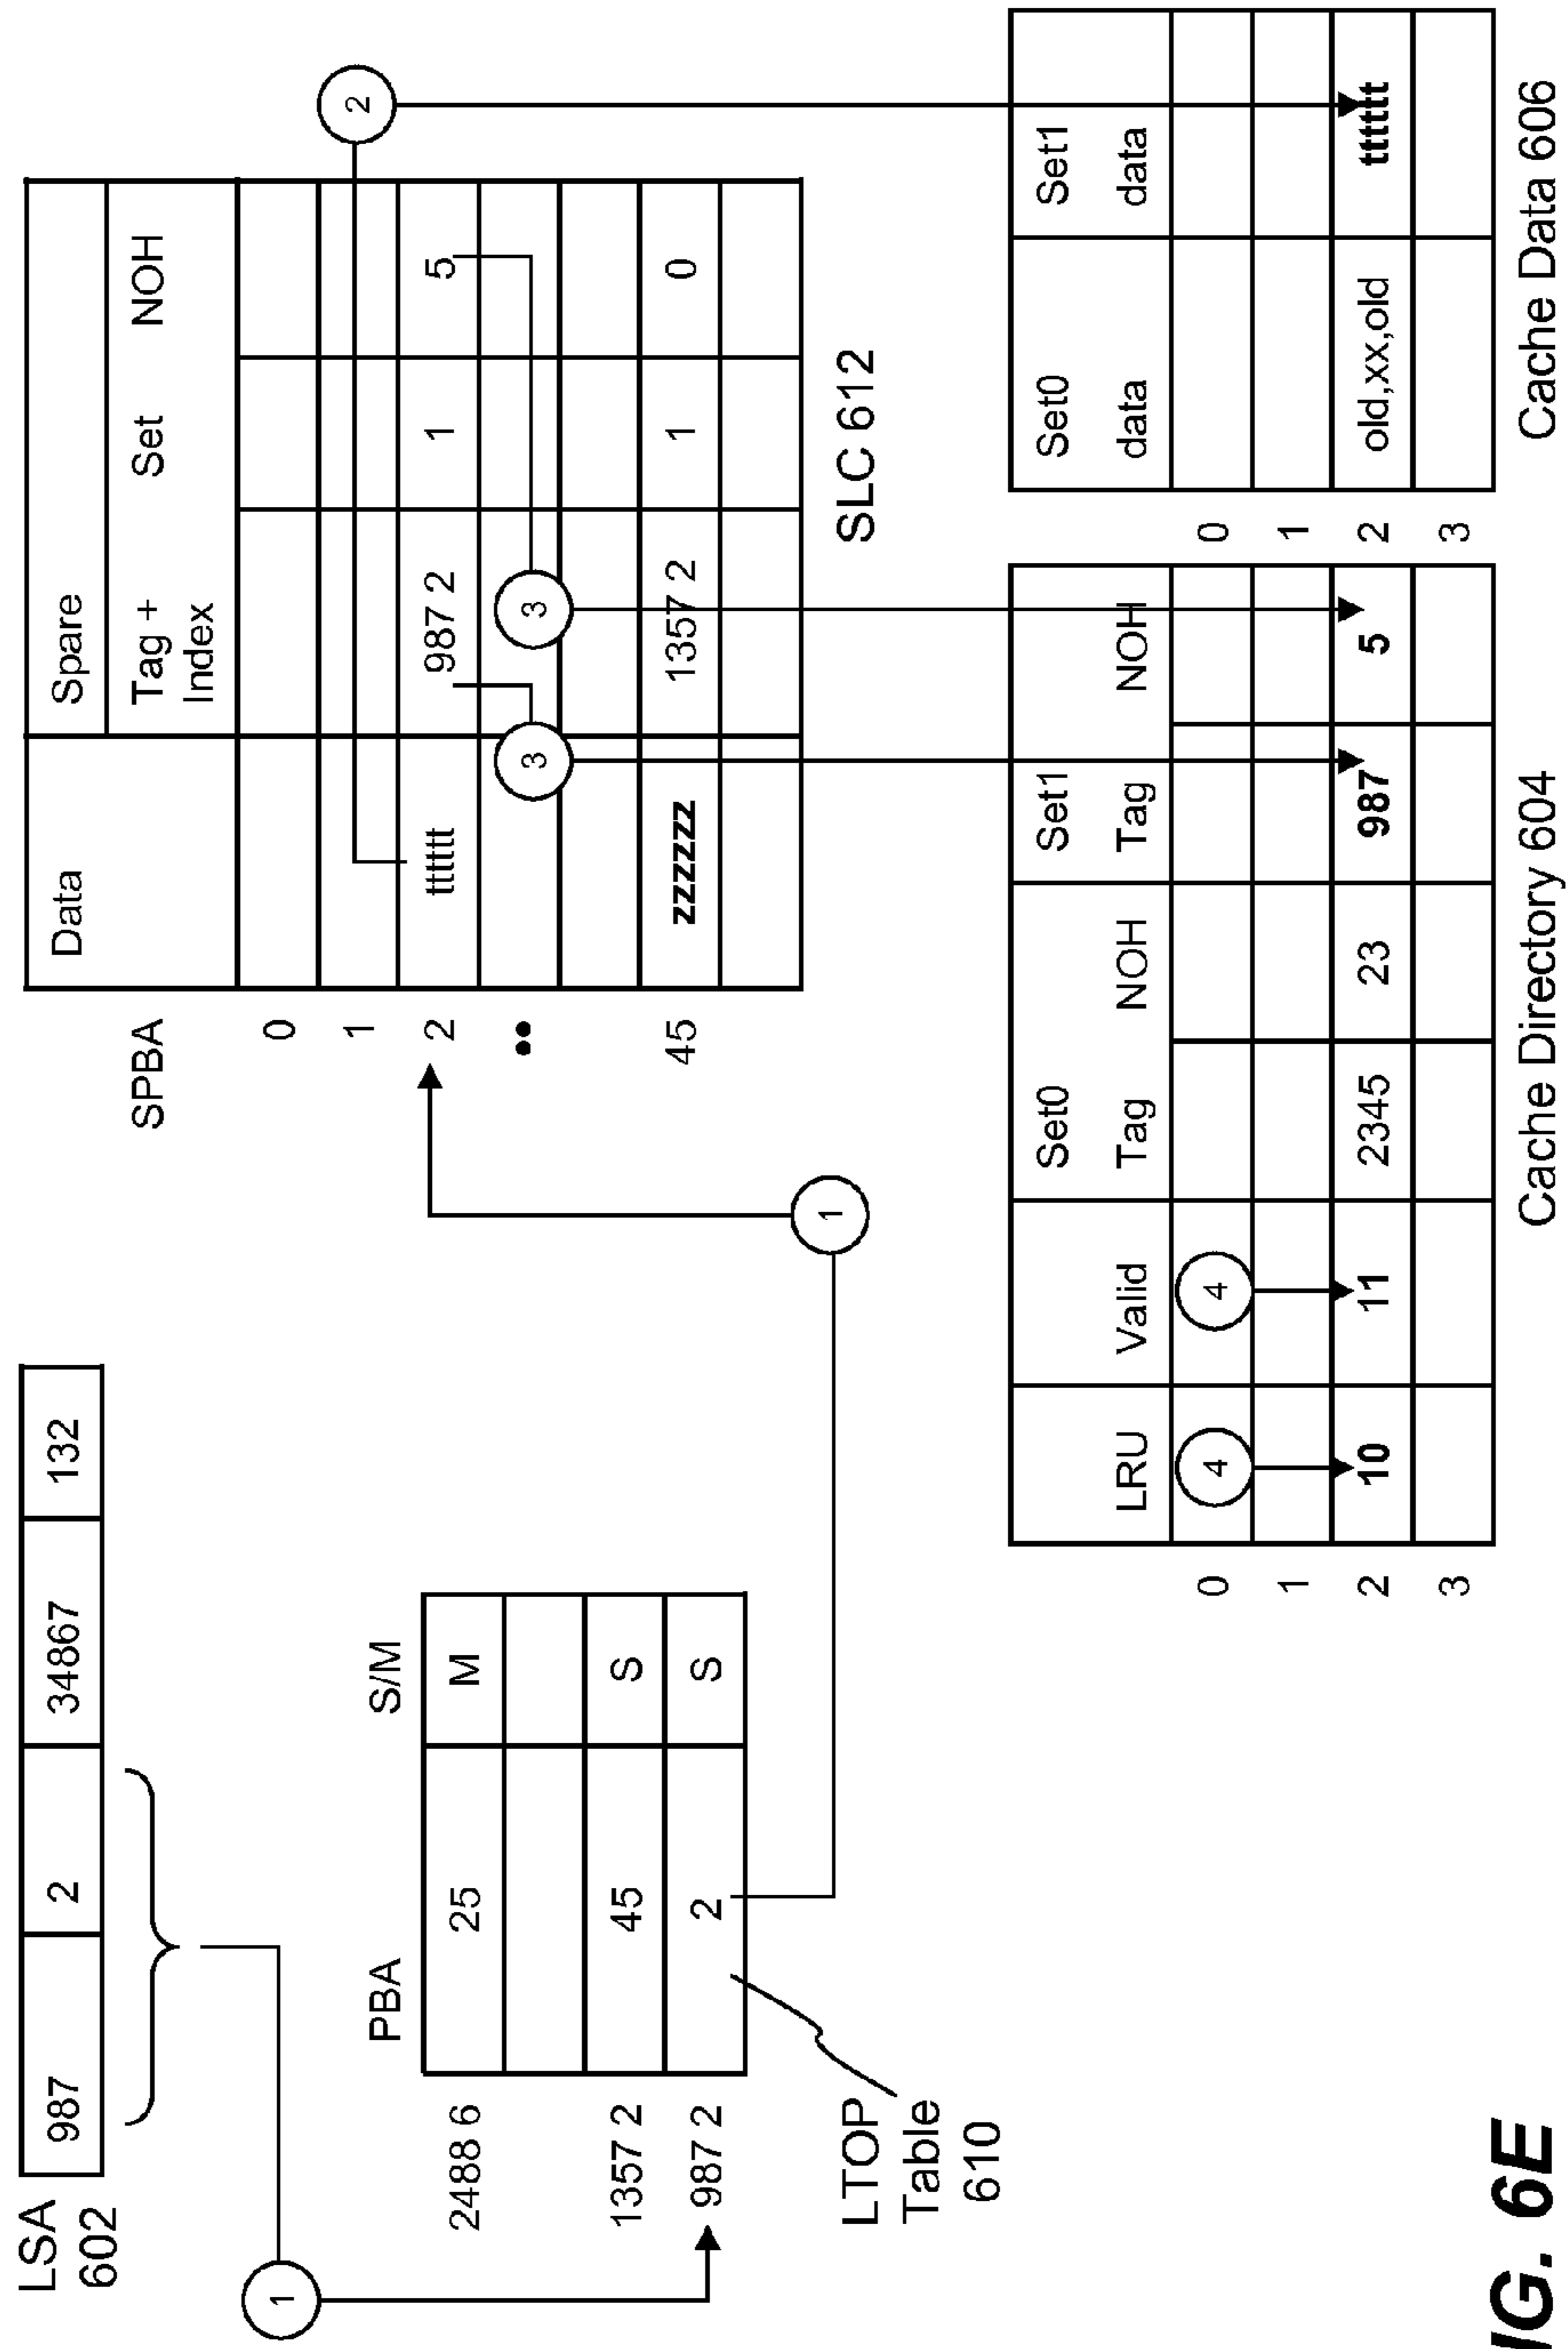 LSA
602
987 2 34867 132
1
PBA S/M
2488 6 25 M
1357 2 45 S
987 2 2 S
LTOP
Table
610
1
SPBA
Data Spare
Tag + Set NOH
Index
0
1
2 tttttt 987 2 1 5
••
45 zzzzzz 1357 2 1 0
2
3 3
SLC 612
Set0 Set1
LRU Valid Tag NOH Tag NOH
0 4 4
1
2 10 11 2345 23 987 5
3
Cache Directory 604
Set0 Set1
data data
0
1
2 old,xx,old tttttt
3
Cache Data 606
IG. 6E